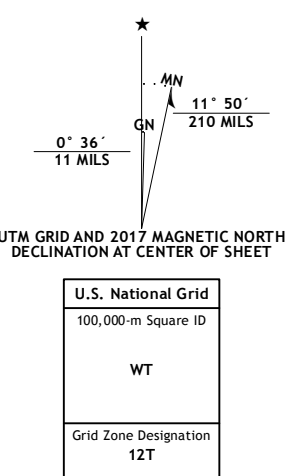 ★
MN
11° 50´
210 MILS
GN
0° 36´
11 MILS
UTM GRID AND 2017 MAGNETIC NORTH
DECLINATION AT CENTER OF SHEET
U.S. National Grid
100,000-m Square ID
WT
Grid Zone Designation
12T